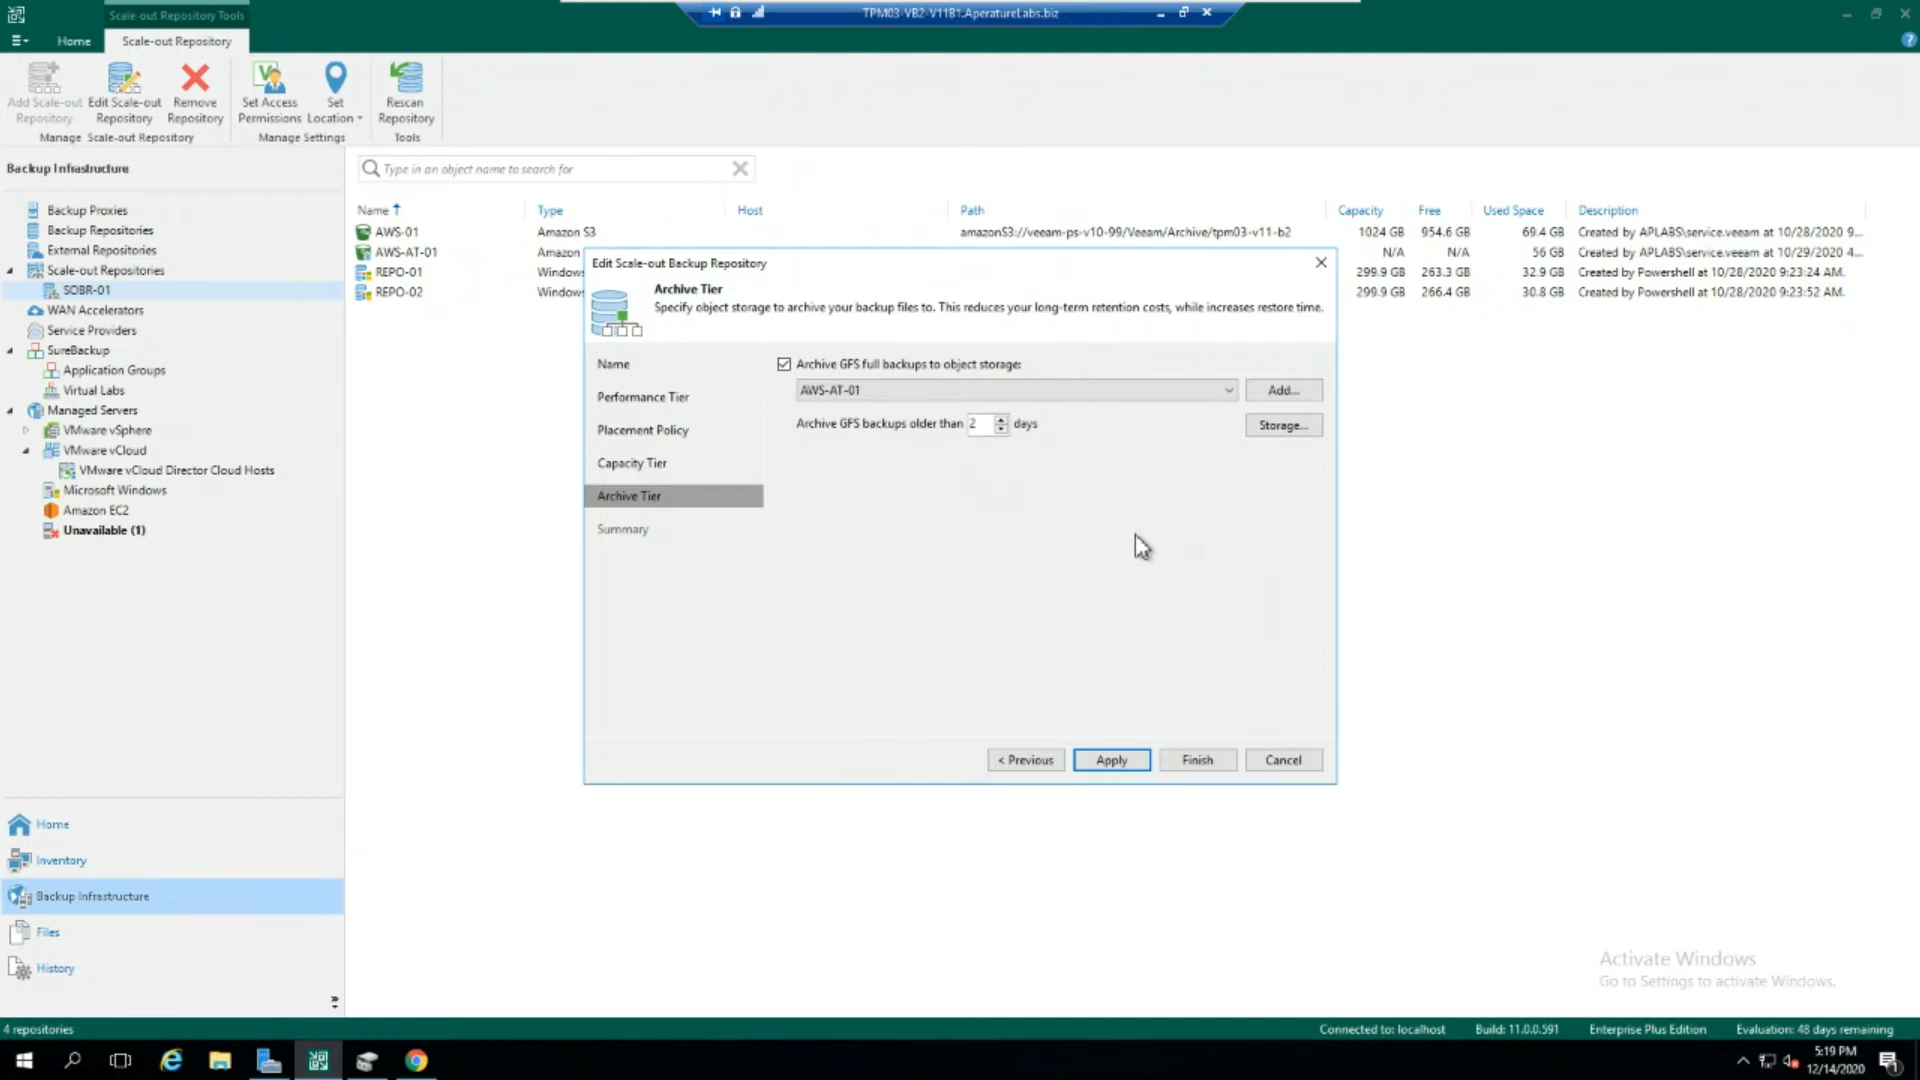 Scale-out Repository Tools
TPM03-VB2-V11B1.AperatureLabs.biz
Home
Scale-out Repository
Add Scale-out Repository
Edit Scale-out Repository
Remove Repository
Set Access Permissions
Set Location
Rescan Repository
Manage Scale-out Repository
Manage Settings
Tools
Backup Infrastructure
Type in an object name to search for
Backup Proxies
Backup Repositories
External Repositories
Scale-out Repositories
SOBR-01
WAN Accelerators
Service Providers
SureBackup
Application Groups
Virtual Labs
Managed Servers
VMware vSphere
VMware vCloud
VMware vCloud Director Cloud Hosts
Microsoft Windows
Amazon EC2
Unavailable (1)
Name Type Host Path Capacity Free Used Space Description
AWS-01 Amazon S3 amazonS3://veeam-ps-v10-99/Veeam/Archive/tpm03-v11-b2 1024 GB 954.6 GB 69.4 GB Created by APLABS\service.veeam at 10/28/2020 9...
AWS-AT-01 Amazon N/A N/A 56 GB Created by APLABS\service.veeam at 10/29/2020 4...
REPO-01 Window 299.9 GB 263.3 GB 32.9 GB Created by Powershell at 10/28/2020 9:23:24 AM.
REPO-02 Window 299.9 GB 266.4 GB 30.8 GB Created by Powershell at 10/28/2020 9:23:52 AM.
Edit Scale-out Backup Repository
Archive Tier
Specify object storage to archive your backup files to. This reduces your long-term retention costs, while increases restore time.
Name
Performance Tier
Placement Policy
Capacity Tier
Archive Tier
Summary
Archive GFS full backups to object storage:
AWS-AT-01
Add...
Archive GFS backups older than 2 days
Storage...
< Previous
Apply
Finish
Cancel
Home
Inventory
Backup Infrastructure
Files
History
Activate Windows
Go to Settings to activate Windows.
4 repositories
Connected to: localhost
Build: 11.0.0.591
Enterprise Plus Edition
Evaluation: 48 days remaining
5:19 PM
12/14/2020
1